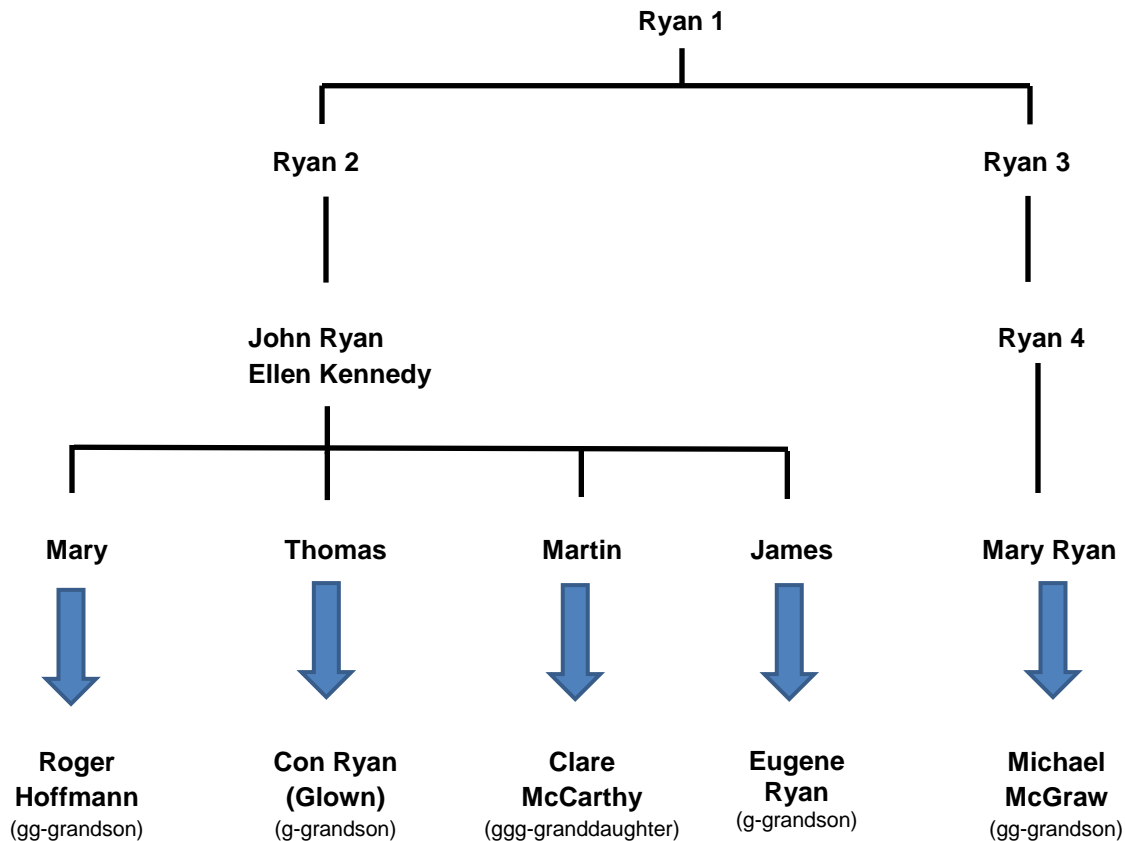 Ryan 1
Ryan 2
Ryan 3
John Ryan
Ellen Kennedy
Ryan 4
Mary
Thomas
Martin
James
Mary Ryan
Roger
Hoffmann
(gg-grandson)
Con Ryan
(Glown)
(g-grandson)
Clare
McCarthy
(ggg-granddaughter)
Eugene
Ryan
(g-grandson)
Michael
McGraw
(gg-grandson)